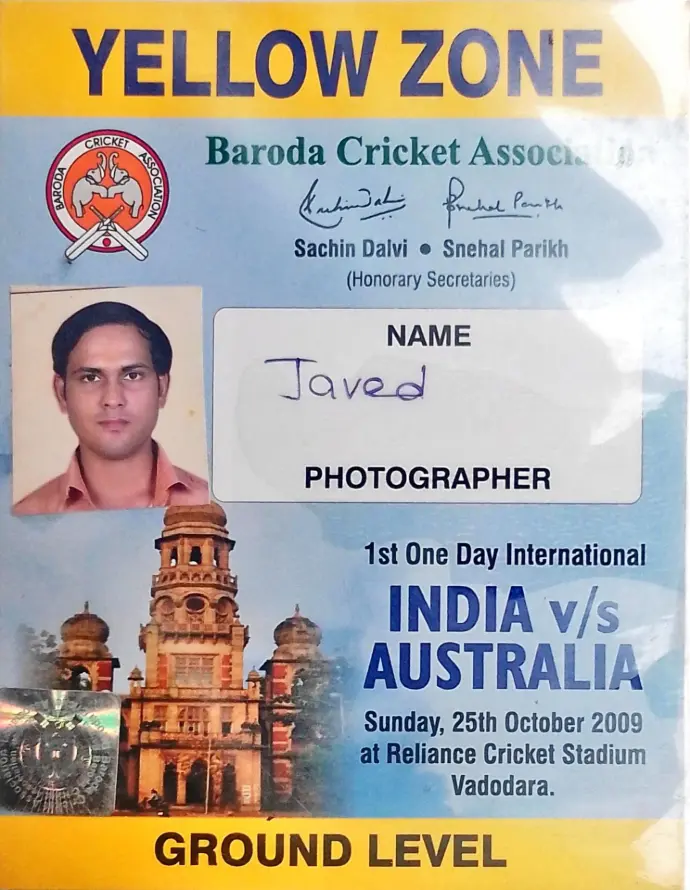 YELLOW ZONE
BARODA CRICKET ASSOCIATION
Baroda Cricket Association
Sachin Dalvi • Snehal Parikh
(Honorary Secretaries)
NAME
Javed
PHOTOGRAPHER
1st One Day International
INDIA v/s
AUSTRALIA
Sunday, 25th October 2009
at Reliance Cricket Stadium
Vadodara.
GROUND LEVEL